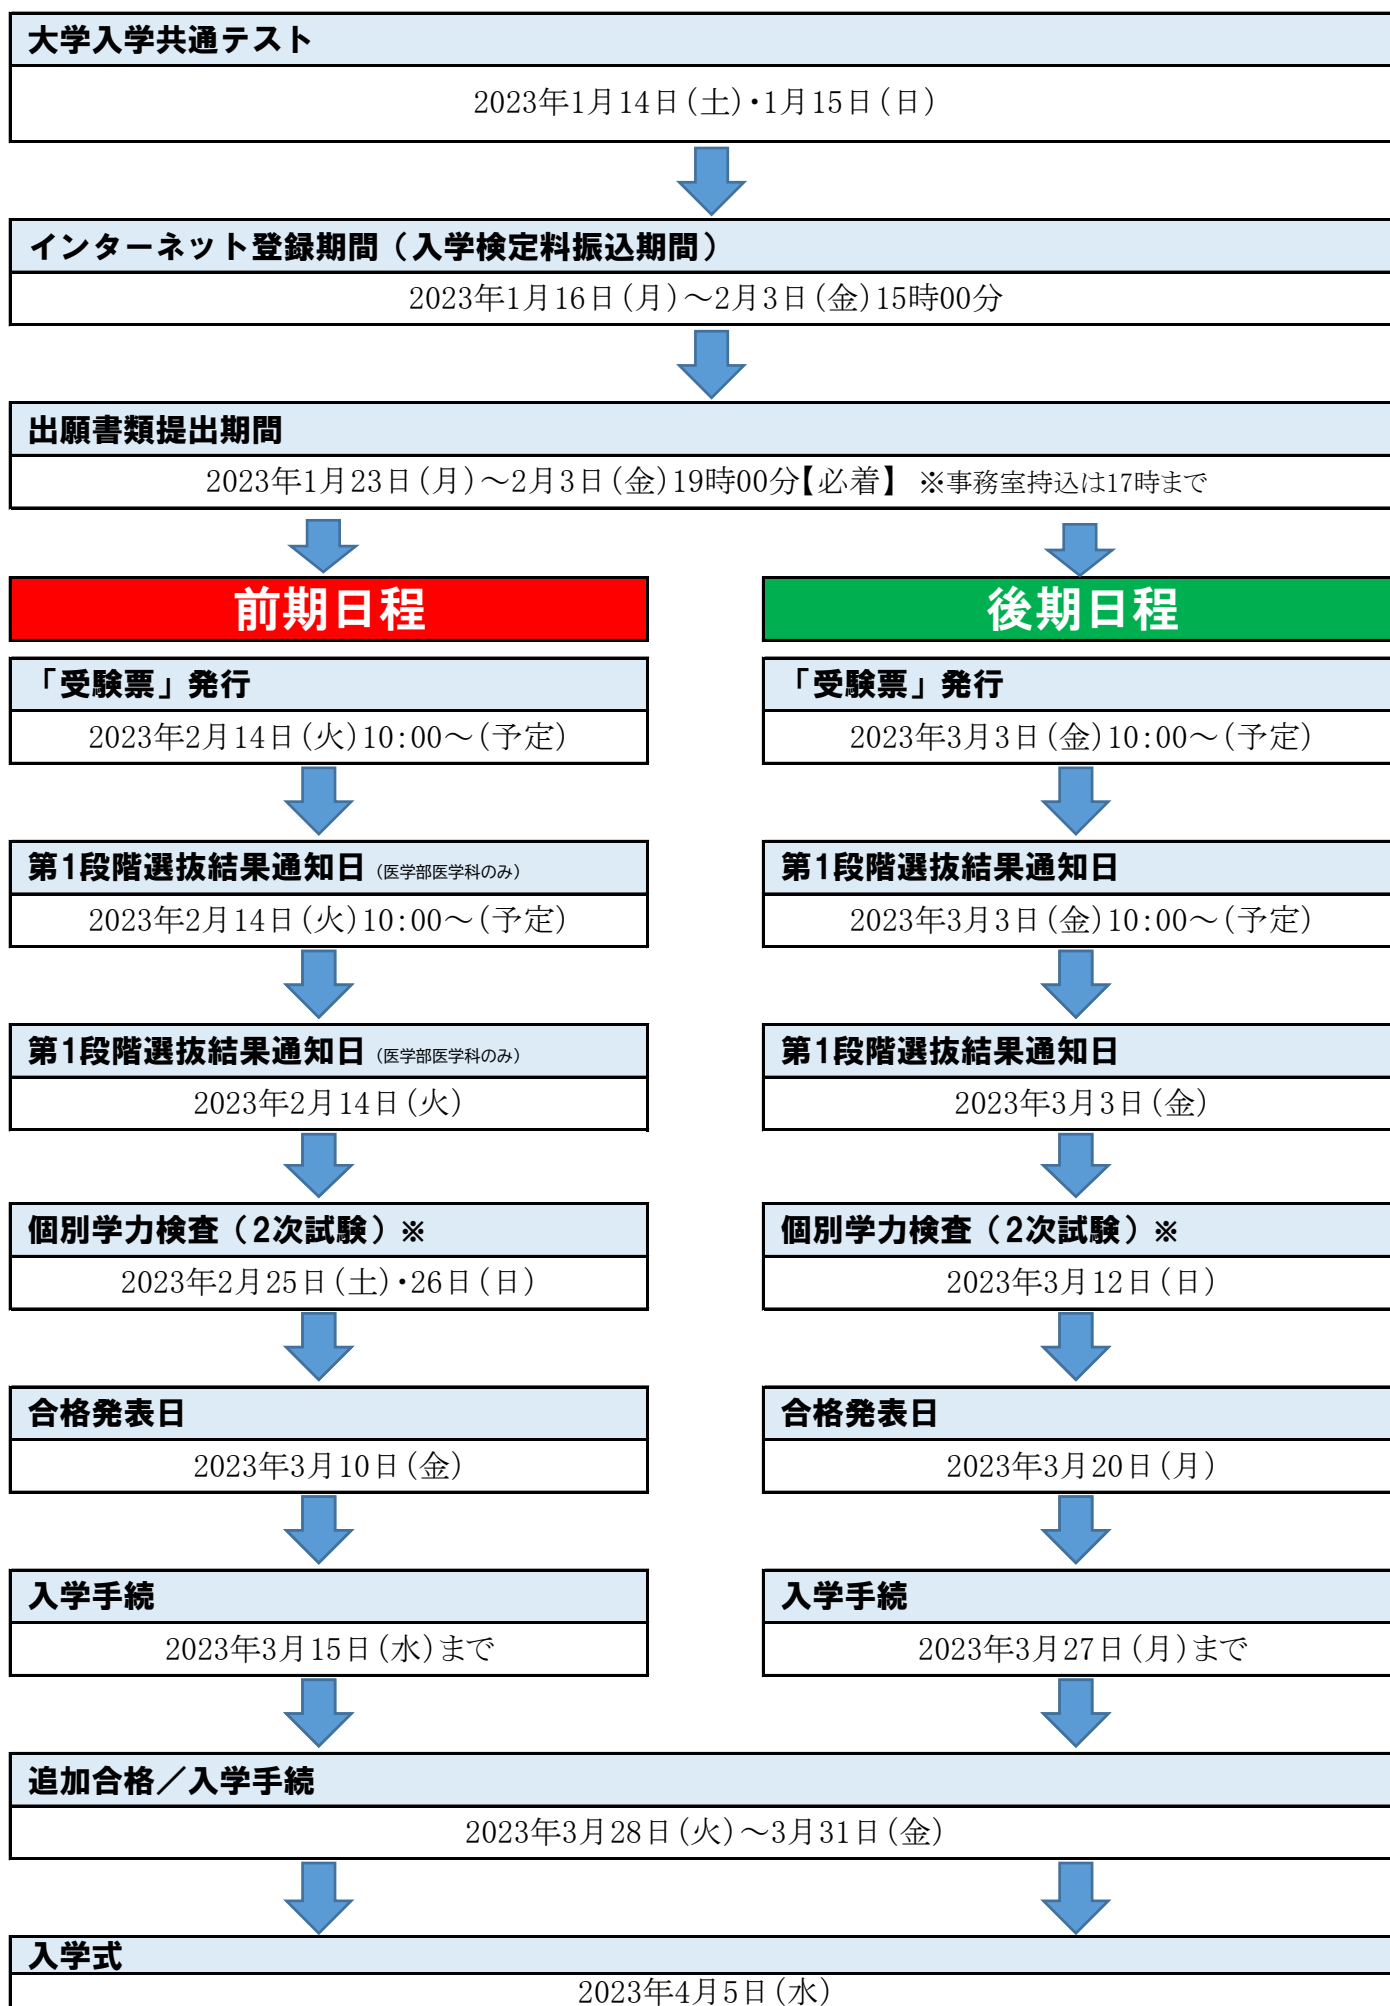 大学入学共通テスト
2023年1月14日(土)・1月15日(日)
インターネット登録期間(入学検定料振込期間)
2023年1月16日(月)～2月3日(金)15時00分
出願書類提出期間
2023年1月23日(月)～2月3日(金)19時00分【必着】 ※事務室持込は17時まで
前期日程
「受験票」発行
2023年2月14日(火)10:00～(予定)
第1段階選抜結果通知日(医学部医学科のみ)
2023年2月14日(火)10:00～(予定)
第1段階選抜結果通知日(医学部医学科のみ)
2023年2月14日(火)
個別学力検査(2次試験)※
2023年2月25日(土)・26日(日)
合格発表日
2023年3月10日(金)
入学手続
2023年3月15日(水)まで
後期日程
「受験票」発行
2023年3月3日(金)10:00～(予定)
第1段階選抜結果通知日
2023年3月3日(金)10:00～(予定)
第1段階選抜結果通知日
2023年3月3日(金)
個別学力検査(2次試験)※
2023年3月12日(日)
合格発表日
2023年3月20日(月)
入学手続
2023年3月27日(月)まで
追加合格／入学手続
2023年3月28日(火)～3月31日(金)
入学式
2023年4月5日(水)